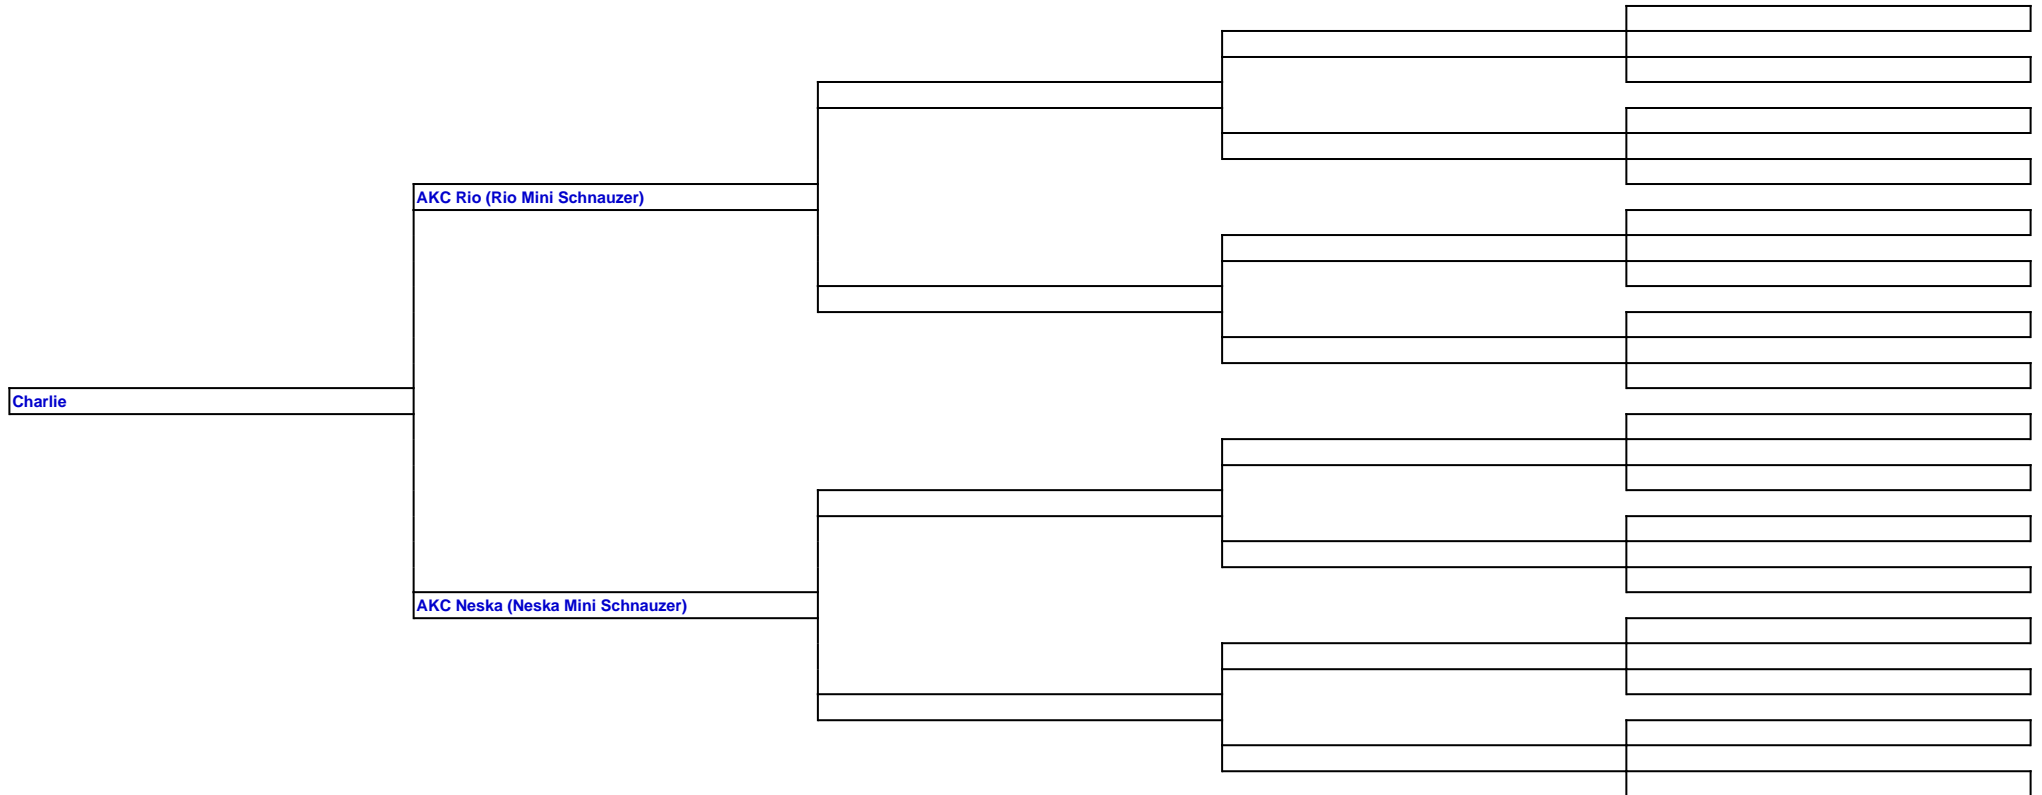 AKC Rio (Rio Mini Schnauzer)
Charlie
AKC Neska (Neska Mini Schnauzer)